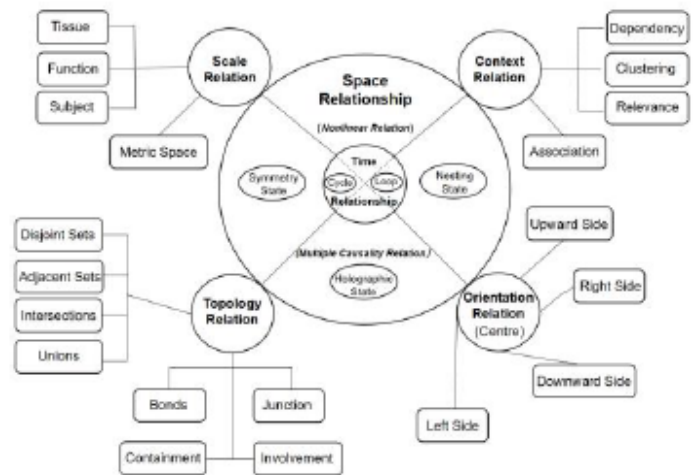 Tissue
Function
Subject
Metric Space
Scale
Relation
Space
Relationship
(Nonlinear Relation)
Context
Relation
Dependency
Clustering
Relevance
Association
Symmetry
State
Time
Cycle
Loop
Relationship
Nesting
State
(Multiple Causality Relation)
Holographic
State
Disjoint Sets
Adjacent Sets
Intersections
Unions
Topology
Relation
Bonds
Junction
Containment
Involvement
Orientation
Relation
(Centre)
Upward Side
Right Side
Downward Side
Left Side